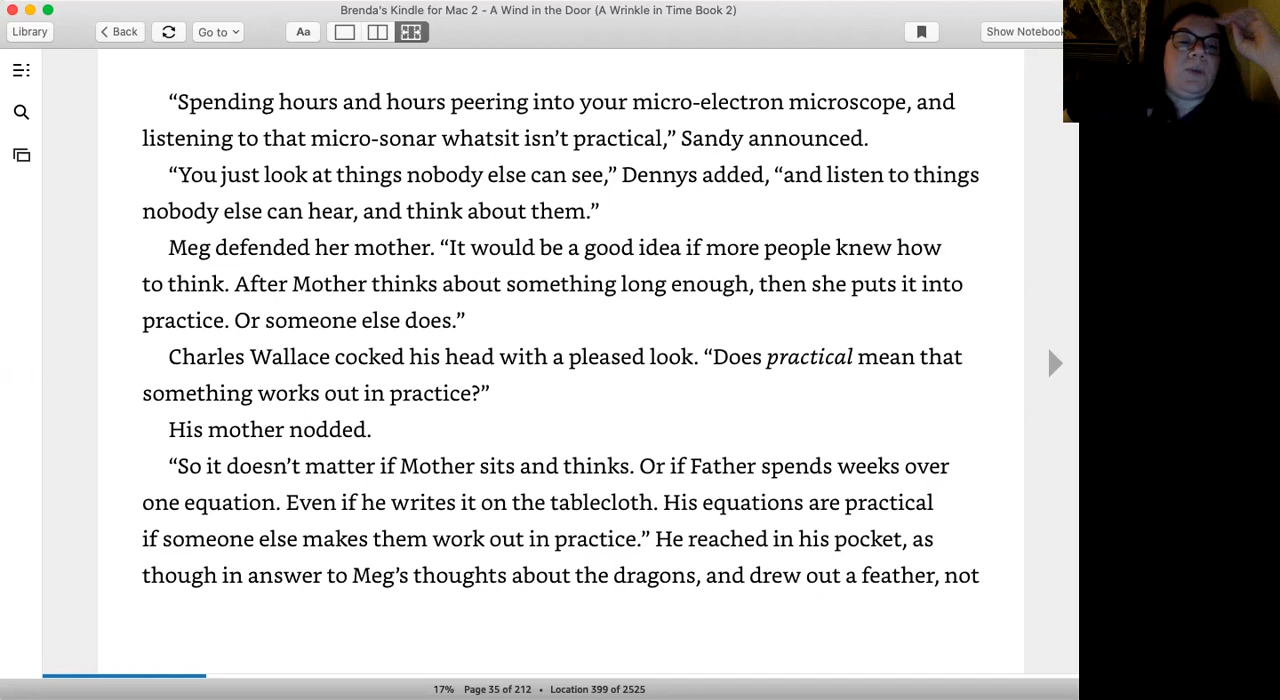 Brenda's Kindle for Mac 2 - A Wind in the Door (A Wrinkle in Time Book 2)
Library
Back
Go to
Aa
Show Notebook
“Spending hours and hours peering into your micro-electron microscope, and
listening to that micro-sonar whatsit isn’t practical,” Sandy announced.
“You just look at things nobody else can see,” Dennys added, “and listen to things
nobody else can hear, and think about them.”
Meg defended her mother. “It would be a good idea if more people knew how
to think. After Mother thinks about something long enough, then she puts it into
practice. Or someone else does.”
Charles Wallace cocked his head with a pleased look. “Does practical mean that
something works out in practice?”
His mother nodded.
“So it doesn’t matter if Mother sits and thinks. Or if Father spends weeks over
one equation. Even if he writes it on the tablecloth. His equations are practical
if someone else makes them work out in practice.” He reached in his pocket, as
though in answer to Meg’s thoughts about the dragons, and drew out a feather, not
17% Page 35 of 212 • Location 399 of 2525